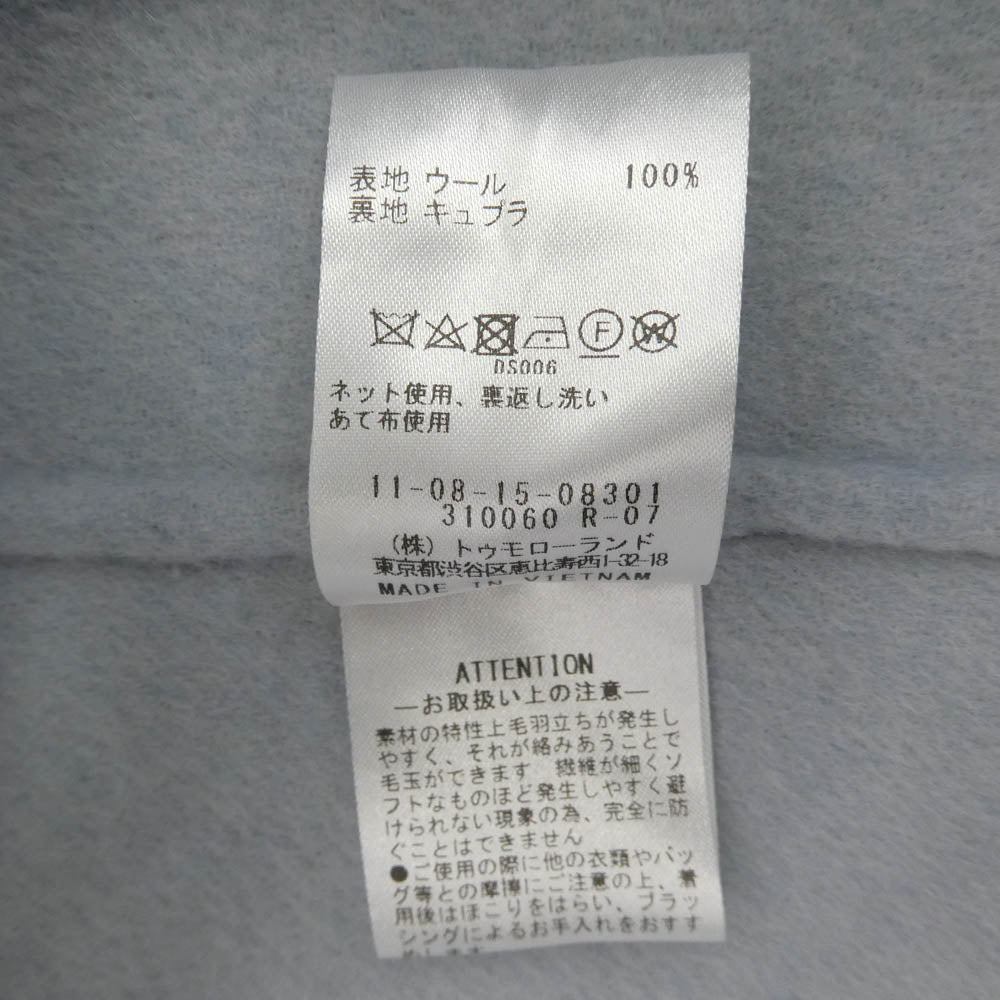 表地 ウール 100%
裏地 キュプラ
F W
DS006
ネット使用、裏返し洗い
あて布使用
11-08-15-08301
310060 R-07
（株）トゥモローランド
東京都渋谷区恵比寿西1-32-18
MADE IN VIETNAM
ATTENTION
―お取扱い上の注意―
素材の特性上毛羽立ちが発生し
やすく、それが絡みあうことで
毛玉ができます 繊維が細くソ
フトなものほど発生しやすく避
けられない現象の為、完全に防
ぐことはできません
●ご使用の際に他の衣類やバッ
グ等との摩擦にご注意の上、着
用後はほこりをはらい、ブラッ
シングによるお手入れをおすす